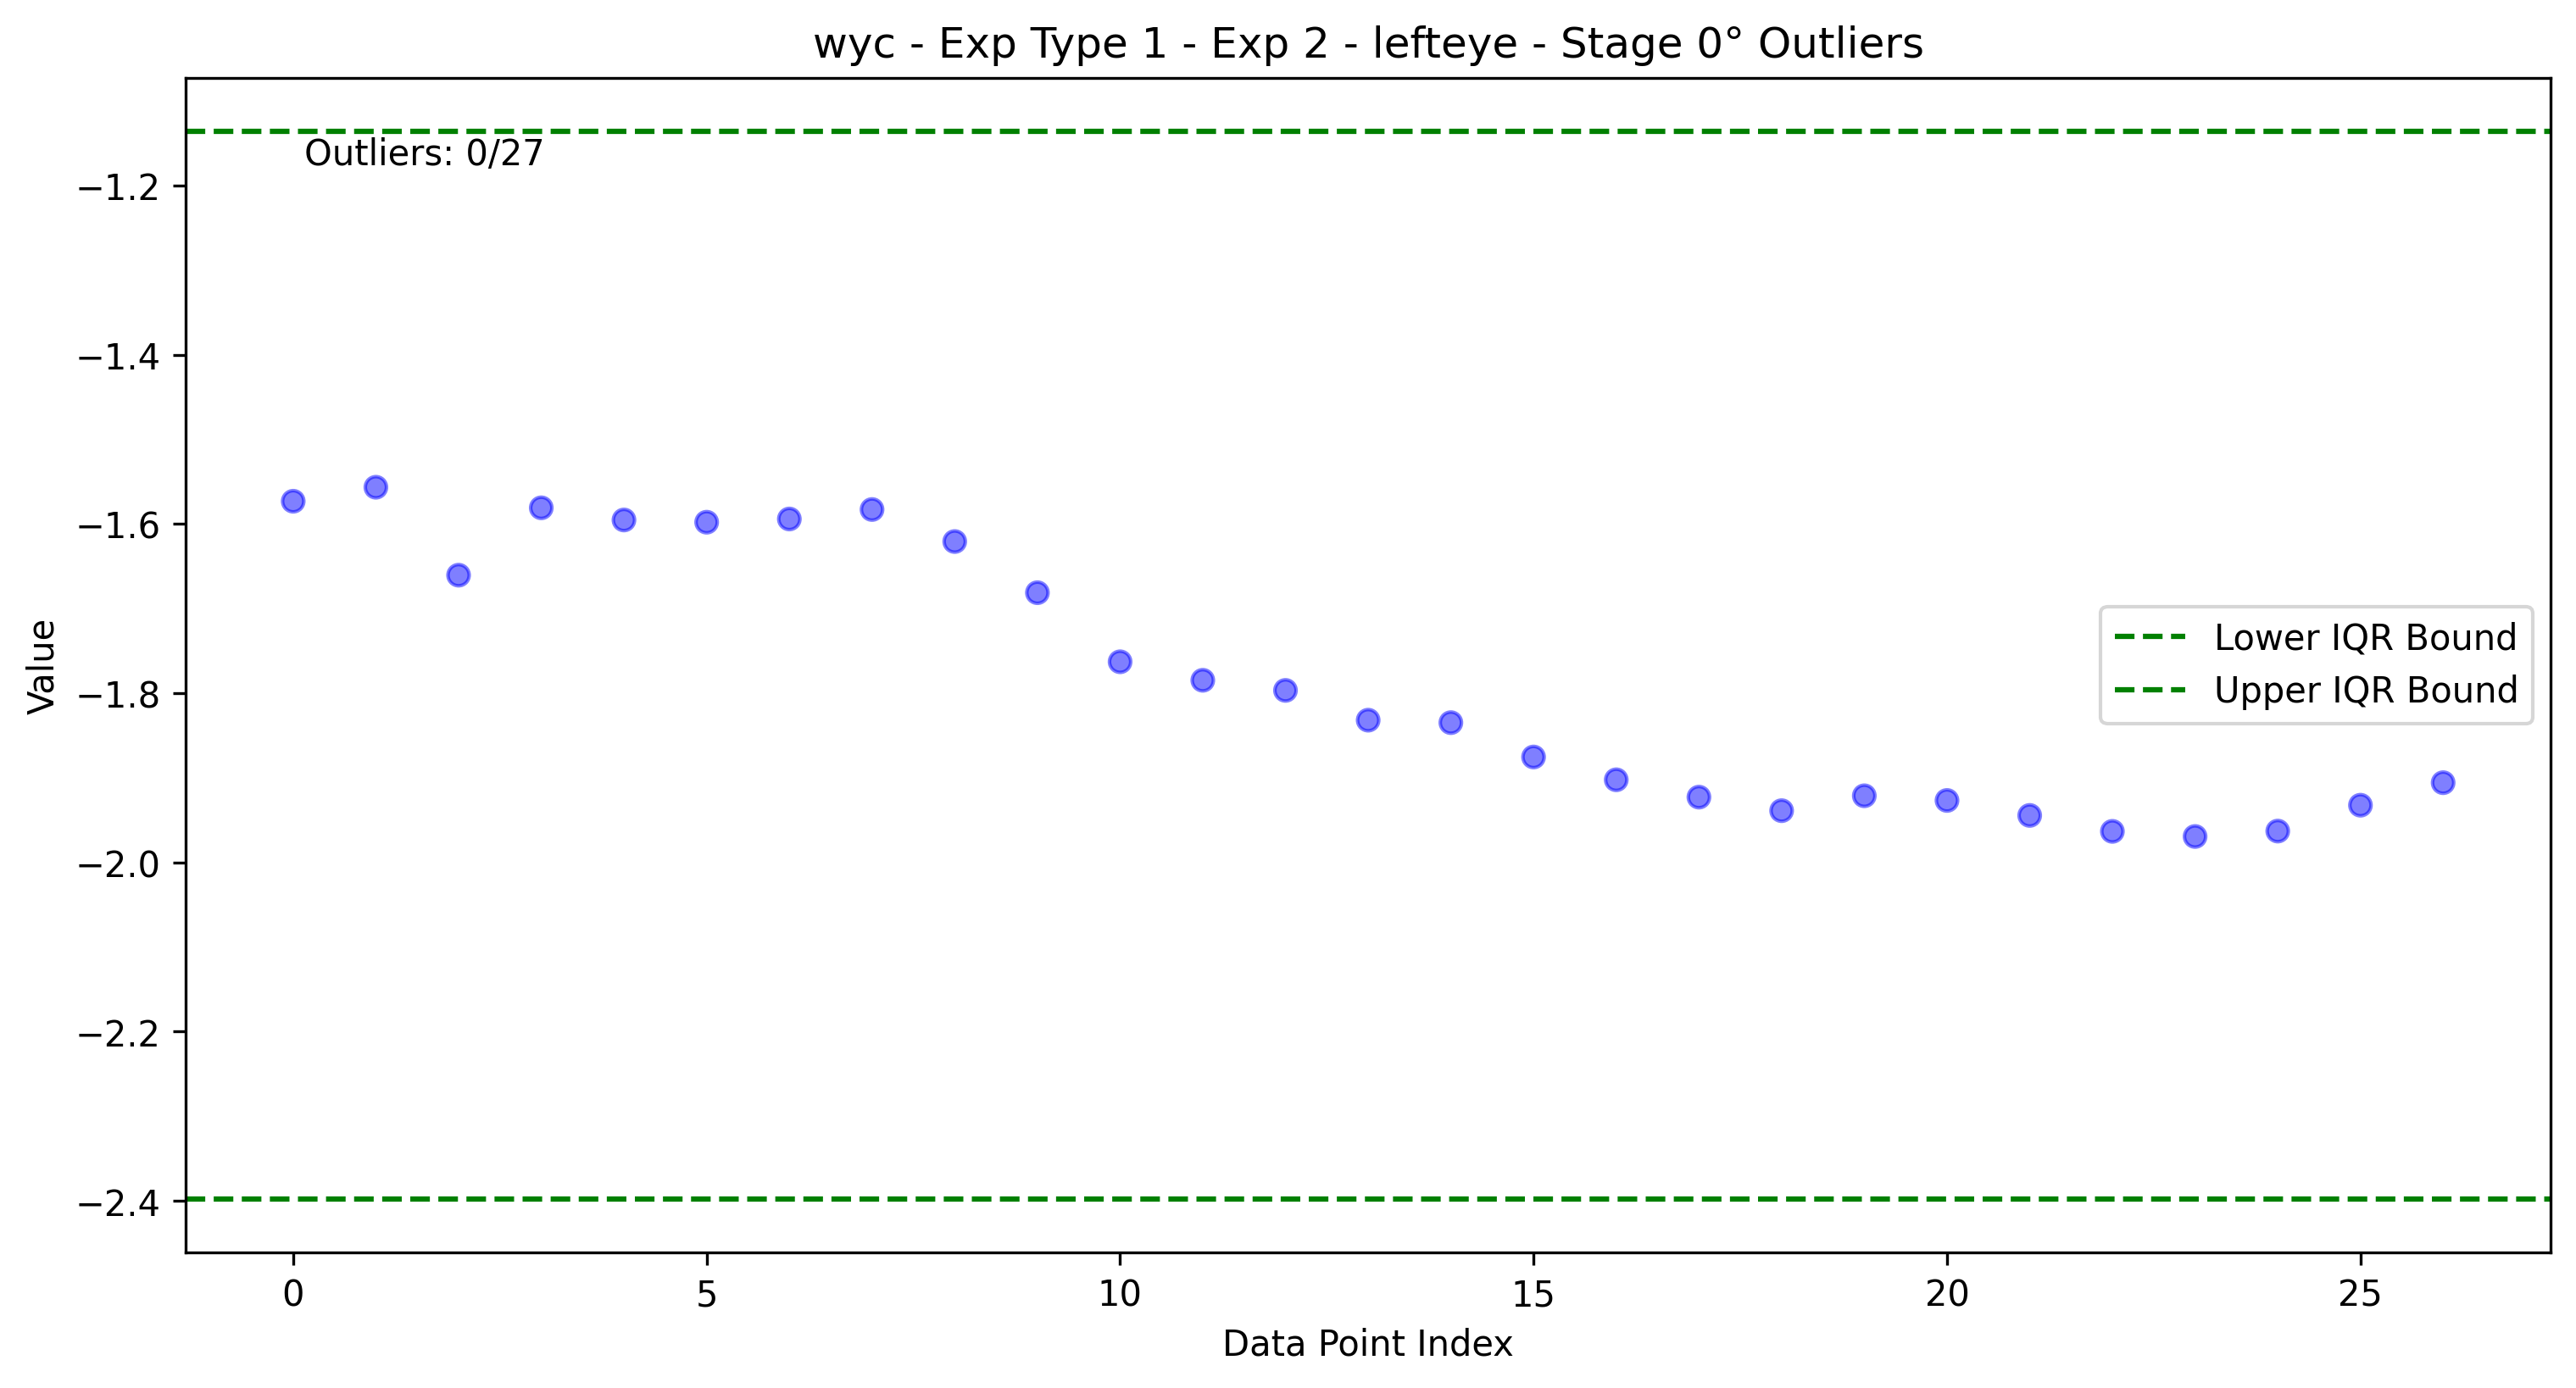 wyc - Exp Type 1 - Exp 2 - lefteye - Stage 0° Outliers
Outliers: 0/27
−1.2
−1.4
−1.6
−1.8
−2.0
−2.2
−2.4
Value
Lower IQR Bound
Upper IQR Bound
0 5 10 15 20 25
Data Point Index